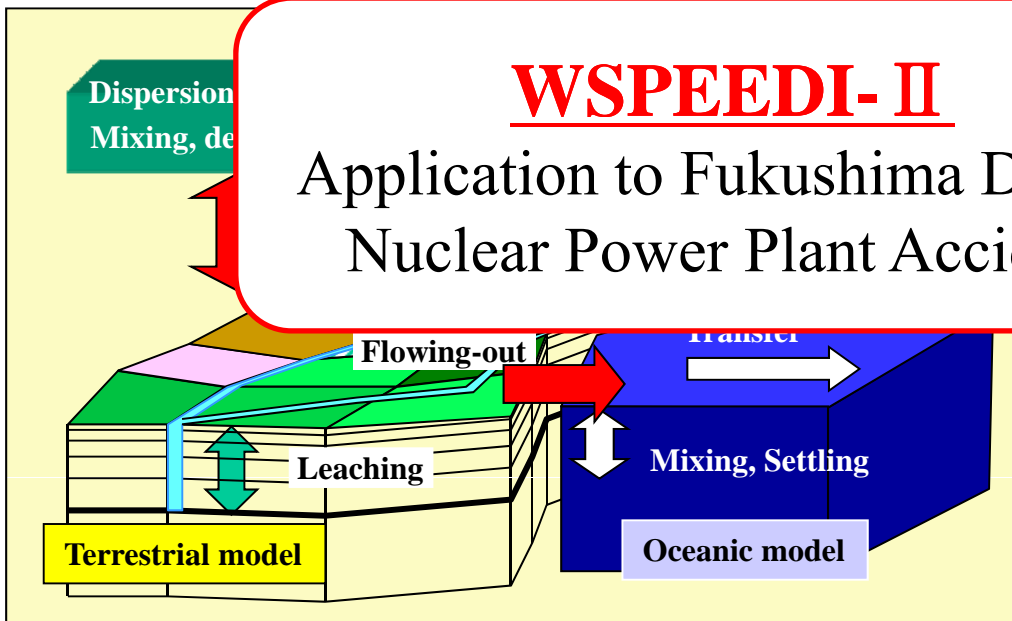 WSPEEDI-Ⅱ
Application to Fukushima D
Nuclear Power Plant Acci
Dispersion
Mixing, de
Flowing-out
Transfer
Leaching
Mixing, Settling
Terrestrial model
Oceanic model